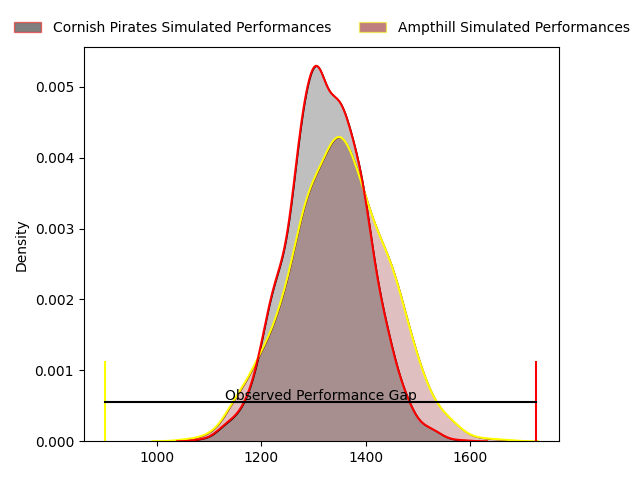 Cornish Pirates Simulated Performances
Ampthill Simulated Performances
0.005
0.004
0.003
0.002
0.001
0.000
Density
Observed Performance Gap
1000 1200 1400 1600